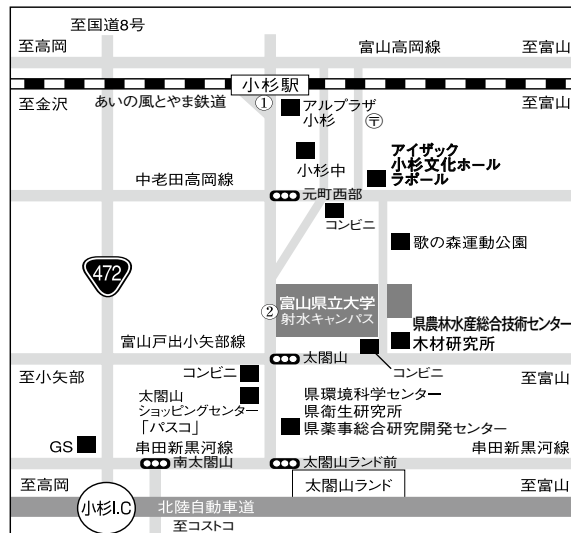 至国道8号
至高岡
富山高岡線
至富山
小杉駅
至金沢
あいの風とやま鉄道
①
アルプラザ
小杉
〒
至富山
小杉中
アイザック
小杉文化ホール
ラポール
中老田高岡線
元町西部
コンビニ
歌の森運動公園
472
②
富山県立大学
射水キャンパス
県農林水産総合技術センター
木材研究所
富山戸出小矢部線
太閤山
コンビニ
至小矢部
至富山
コンビニ
太閤山
ショッピングセンター
「パスコ」
県環境科学センター
県衛生研究所
県薬事総合研究開発センター
GS
串田新黒河線
串田新黒河線
南太閤山
太閤山ランド前
至高岡
太閤山ランド
至富山
小杉I.C
北陸自動車道
至コストコ